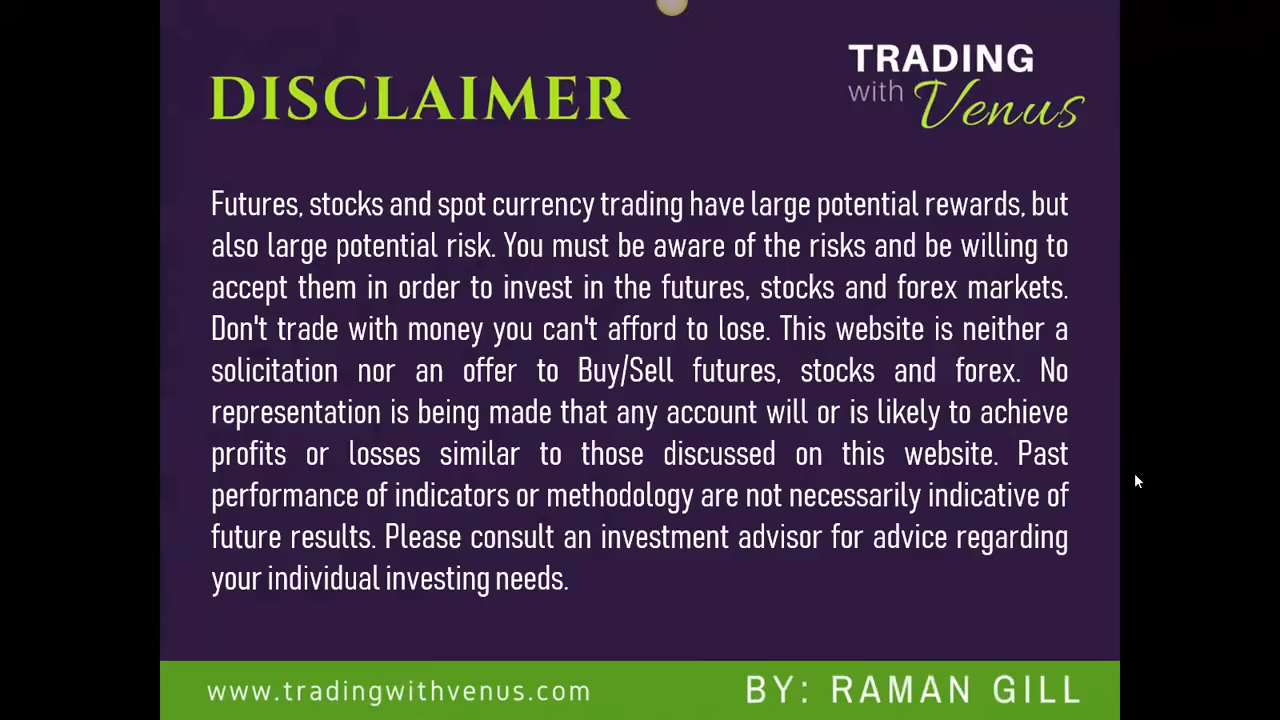 DISCLAIMER
TRADING
with Venus
Futures, stocks and spot currency trading have large potential rewards, but
also large potential risk. You must be aware of the risks and be willing to
accept them in order to invest in the futures, stocks and forex markets.
Don't trade with money you can't afford to lose. This website is neither a
solicitation nor an offer to Buy/Sell futures, stocks and forex. No
representation is being made that any account will or is likely to achieve
profits or losses similar to those discussed on this website. Past
performance of indicators or methodology are not necessarily indicative of
future results. Please consult an investment advisor for advice regarding
your individual investing needs.
www.tradingwithvenus.com
BY: RAMAN GILL